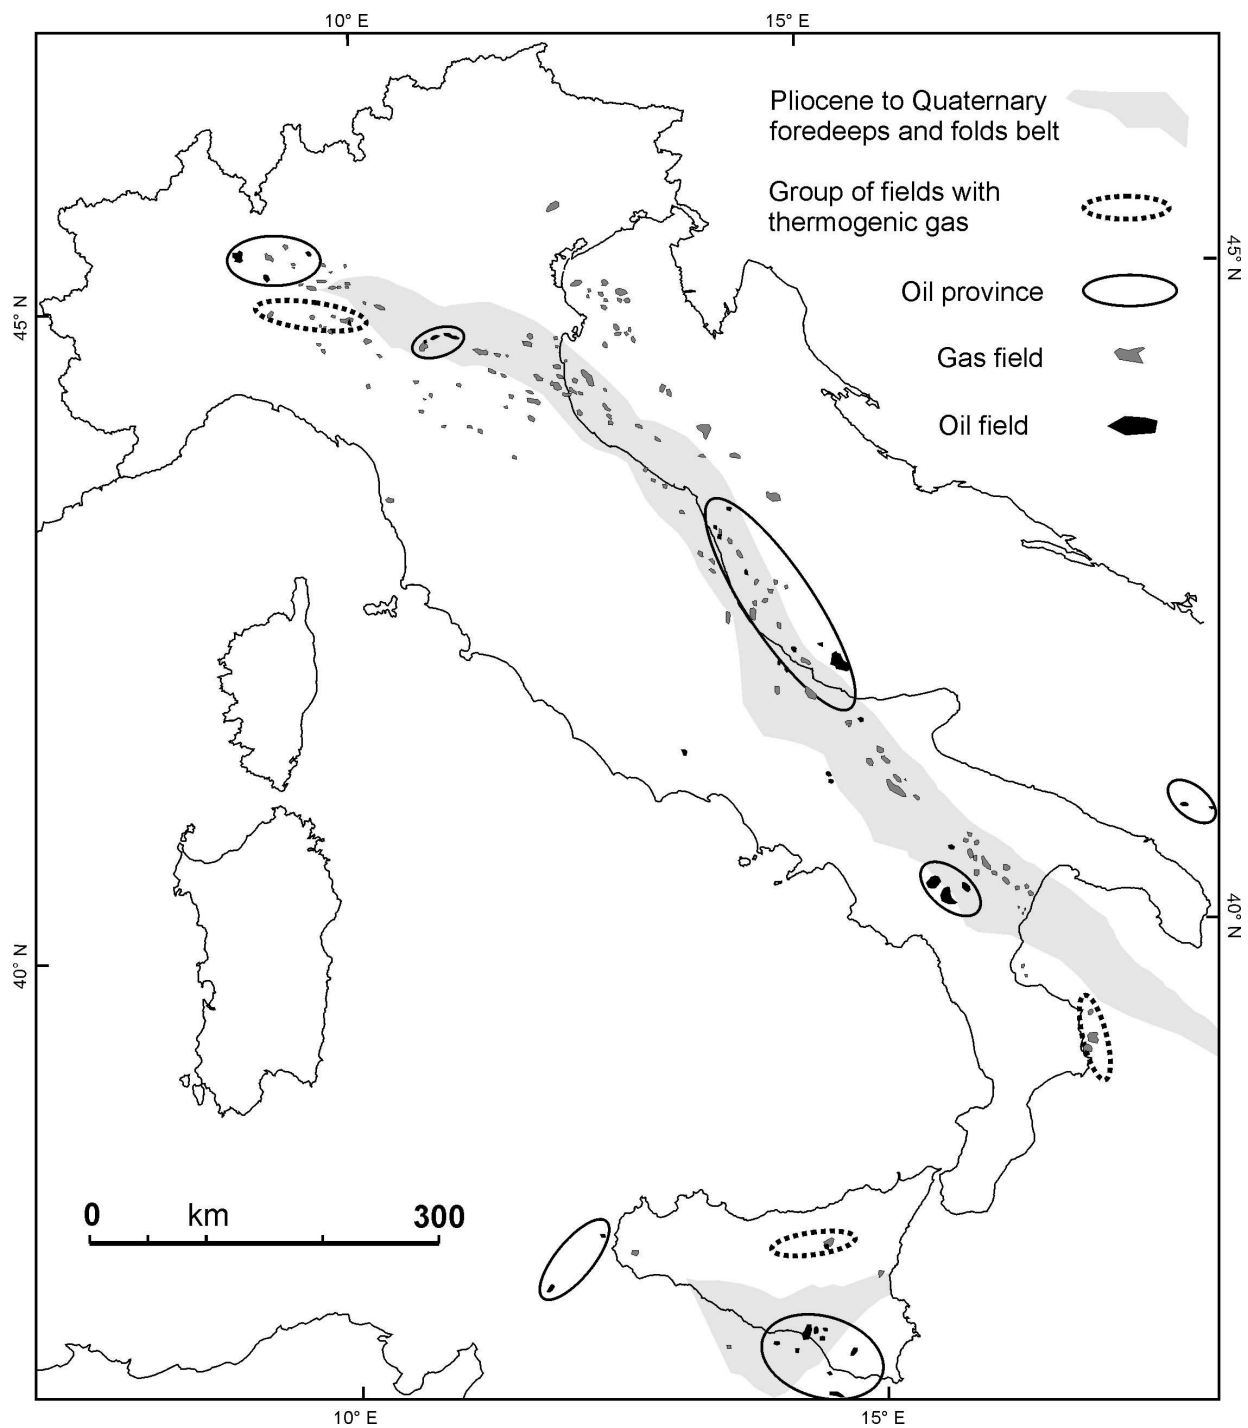 10° E
15° E
Pliocene to Quaternary
foredeeps and folds belt
Group of fields with
thermogenic gas
Oil province
Gas field
Oil field
45° N
45° N
40° N
40° N
0 km 300
10° E
15° E